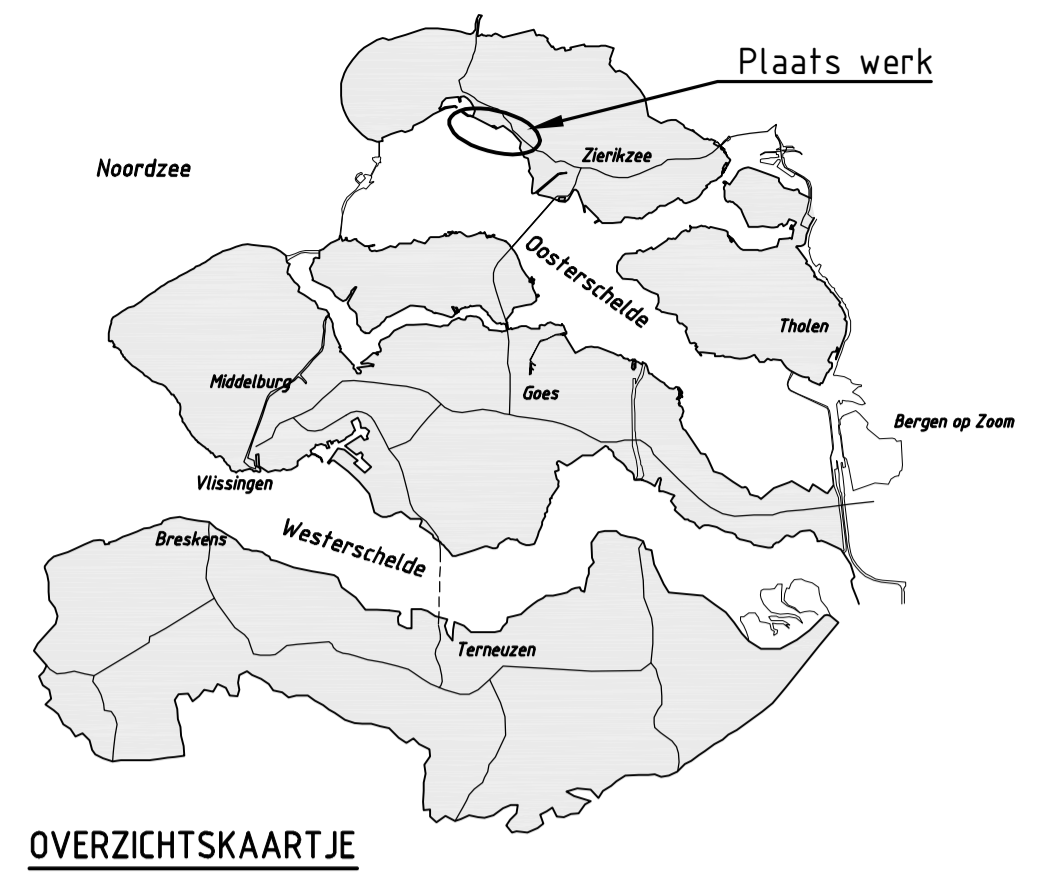 Plaats werk
Noordzee
Zierikzee
Oosterschelde
Tholen
Middelburg
Goes
Bergen op Zoom
Vlissingen
Westerschelde
Breskens
Terneuzen
OVERZICHTSKAARTJE